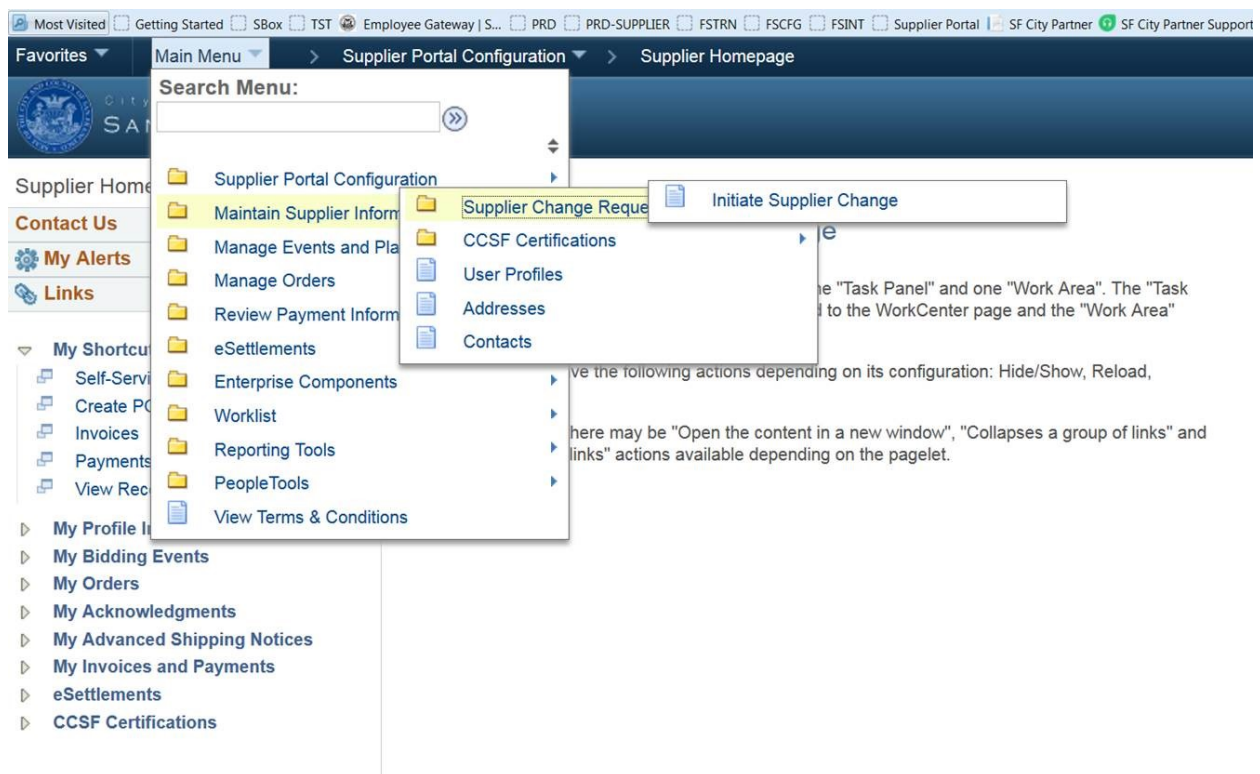 Most Visited Getting Started SBox TST Employee Gateway | S... PRD PRD-SUPPLIER FSTRN FSCFG FSINT Supplier Portal SF City Partner SF City Partner Support
Favorites Main Menu > Supplier Portal Configuration > Supplier Homepage
Search Menu:
City
SAN
Supplier Home
Contact Us
My Alerts
Links
My Shortcu
Self-Servi
Create PO
Invoices
Payments
View Rec
My Profile I
My Bidding Events
My Orders
My Acknowledgments
My Advanced Shipping Notices
My Invoices and Payments
eSettlements
CCSF Certifications
Supplier Portal Configuration
Maintain Supplier Inform
Manage Events and Pla
Manage Orders
Review Payment Inform
eSettlements
Enterprise Components
Worklist
Reporting Tools
PeopleTools
View Terms & Conditions
Supplier Change Reque
CCSF Certifications
User Profiles
Addresses
Contacts
Initiate Supplier Change
ge
he "Task Panel" and one "Work Area". The "Task
to the WorkCenter page and the "Work Area"
ve the following actions depending on its configuration: Hide/Show, Reload,
here may be "Open the content in a new window", "Collapses a group of links" and
links" actions available depending on the pagelet.